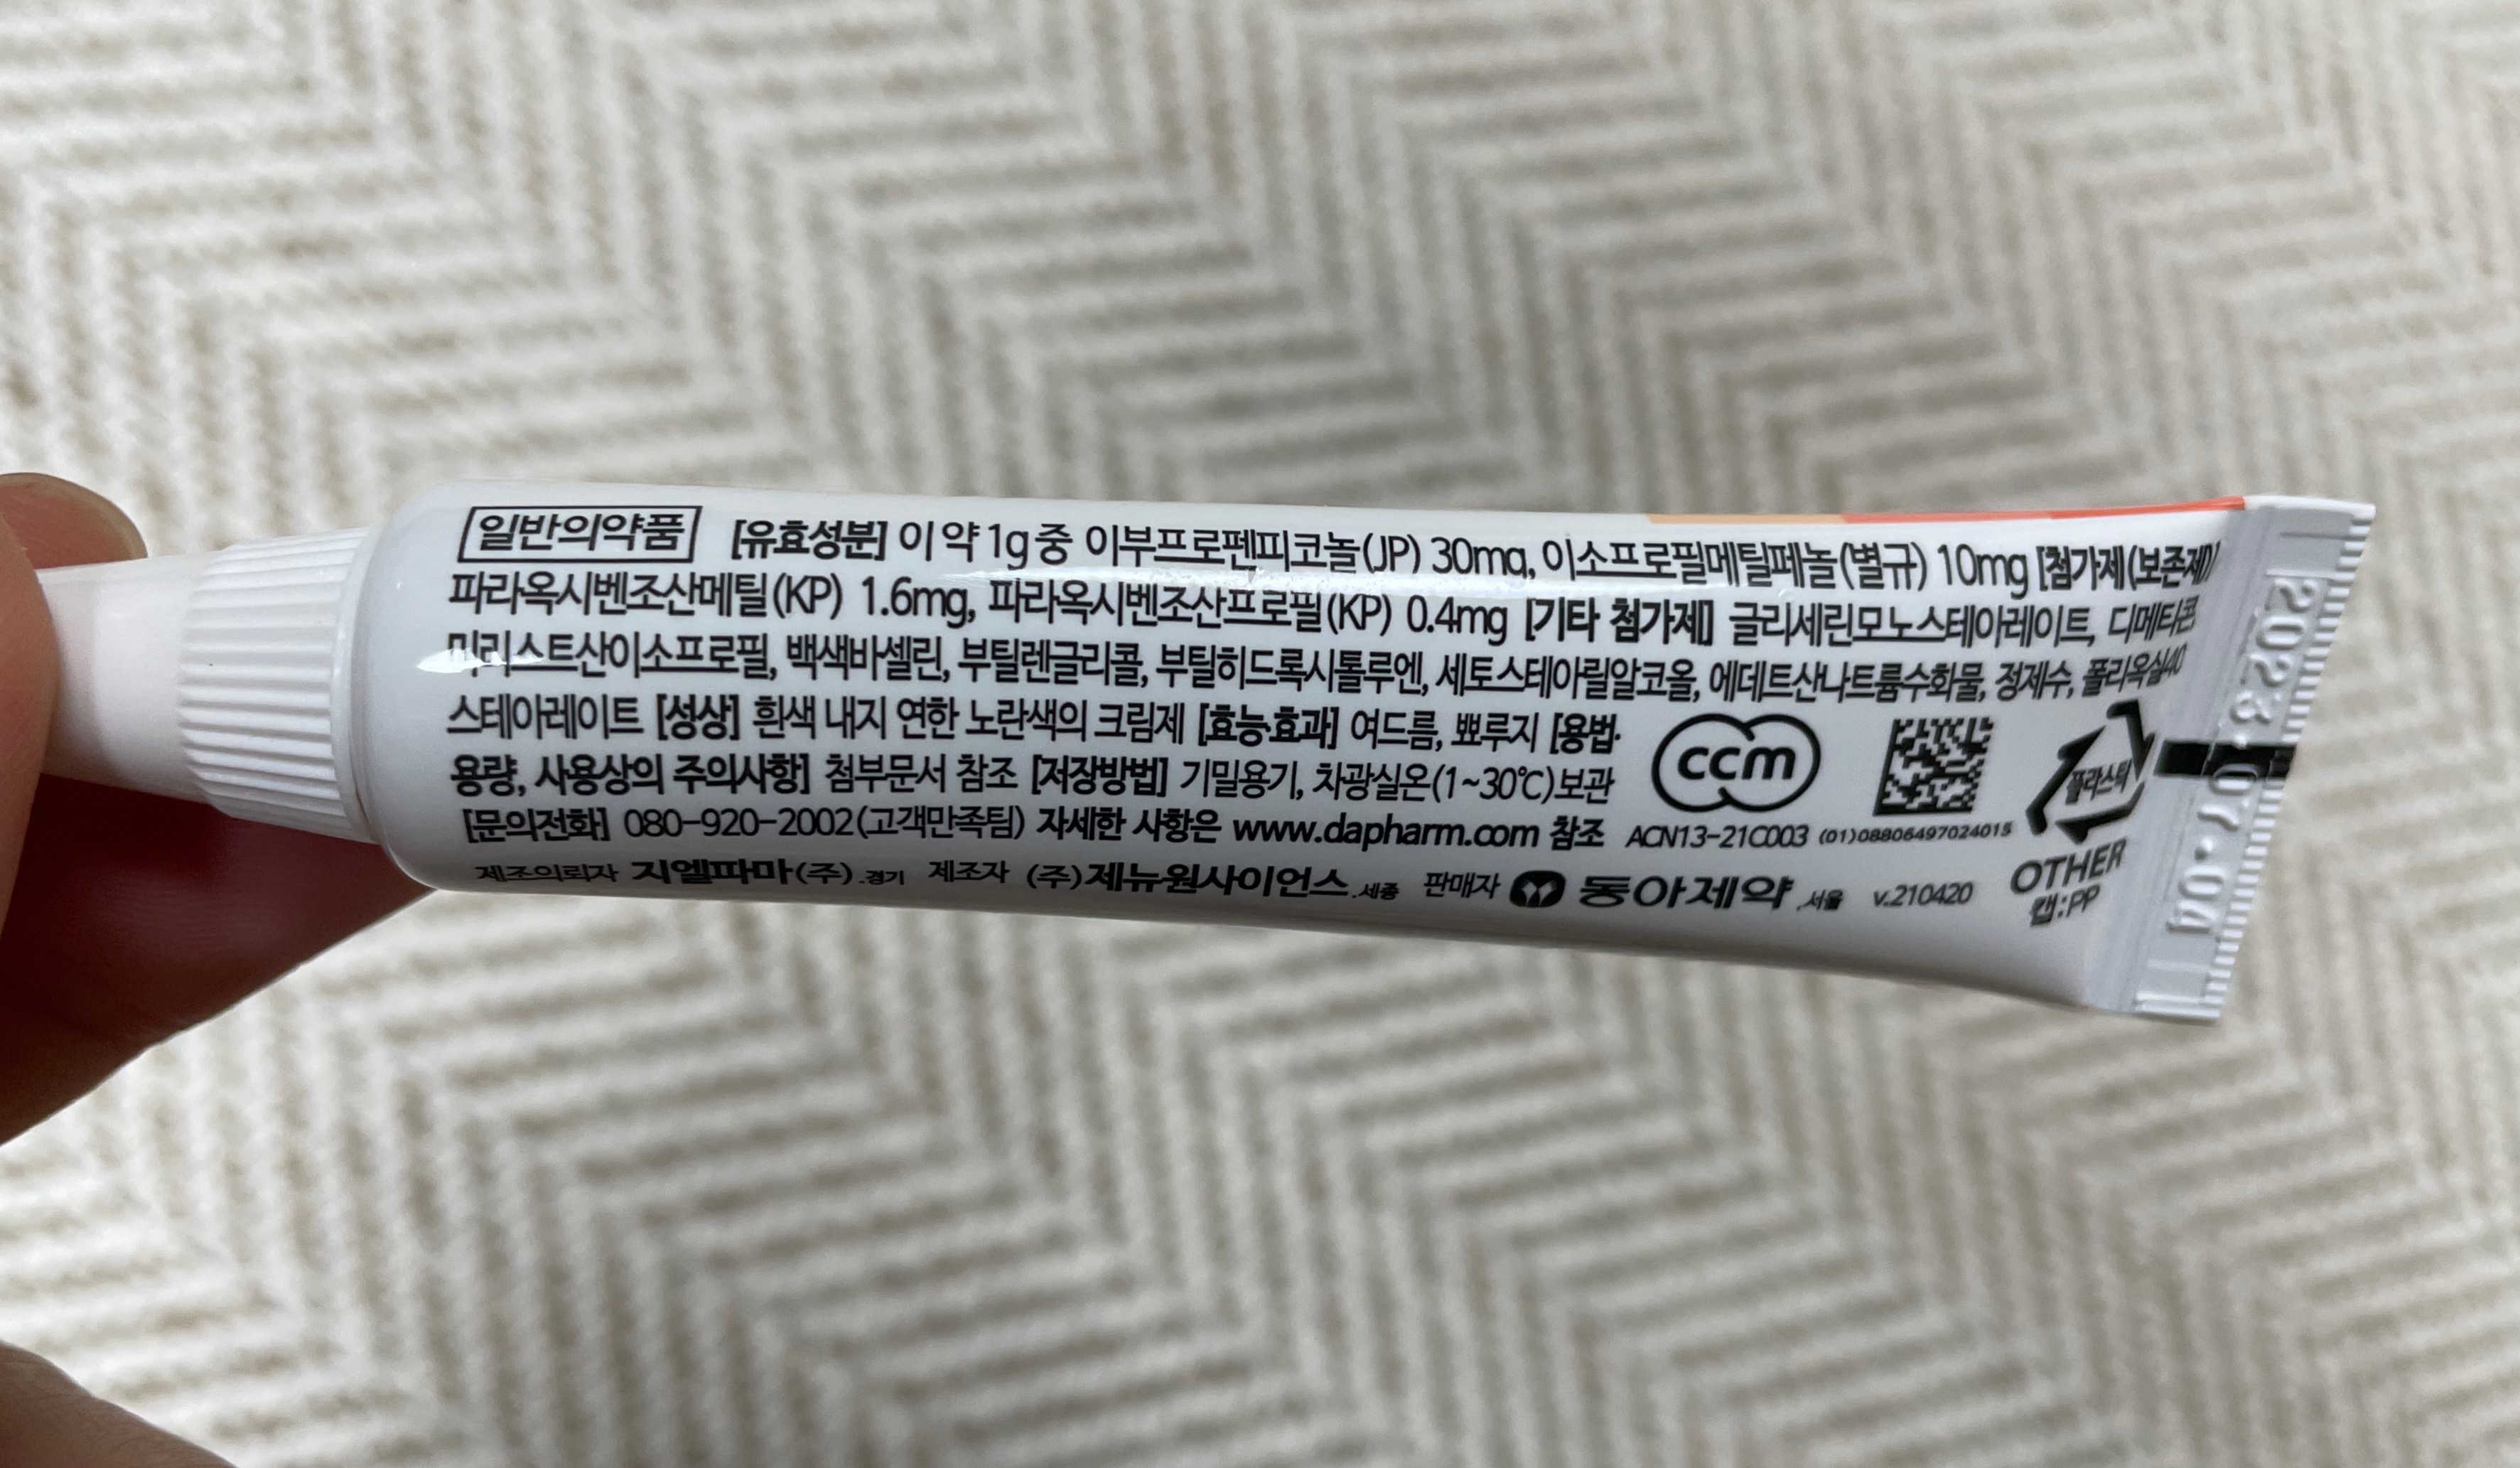 일반의약품 [유효성분] 이 약 1g 중 이부프로펜피코놀(JP) 30mg, 이소프로필메틸페놀(별규) 10mg [첨가제(보존제)]
파라옥시벤조산메틸(KP) 1.6mg, 파라옥시벤조산프로필(KP) 0.4mg [기타 첨가제] 글리세린모노스테아레이트, 디메티콘
미리스트산이소프로필, 백색바셀린, 부틸렌글리콜, 부틸히드록시톨루엔, 세토스테아릴알코올, 에데트산나트륨수화물, 정제수, 폴리옥실40
스테아레이트 [성상] 흰색 내지 연한 노란색의 크림제 [효능·효과] 여드름, 뾰루지 [용법·
용량, 사용상의 주의사항] 첨부문서 참조 [저장방법] 기밀용기, 차광실온(1~30℃)보관
[문의전화] 080-920-2002(고객만족팀) 자세한 사항은 www.dapharm.com 참조
제조의뢰자 지엘파마(주).경기 제조자 (주)제뉴원사이언스.세종 판매자 동아제약.서울 v.210420
ccm
ACN13-21C003 (01)08806497024015
플라스틱
OTHER
캡:PP
2023.07.04